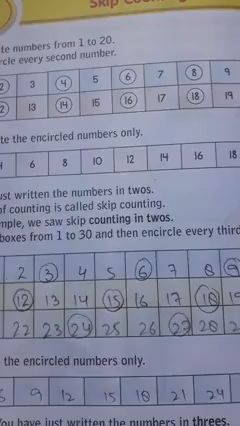 Skip Coun
te numbers from 1 to 20.
rcle every second number.
2 3 4 5 6 7 8 9
2 13 14 15 16 17 18 19
te the encircled numbers only.
4 6 8 10 12 14 16 18
ust written the numbers in twos.
of counting is called skip counting.
mple, we saw skip counting in twos.
boxes from 1 to 30 and then encircle every third
2 3 4 5 6 7 8 9
12 13 14 15 16 17 18 19
22 23 24 25 26 27 28 2
the encircled numbers only.
6 9 12 15 18 21 24
You have just written the numbers in threes.